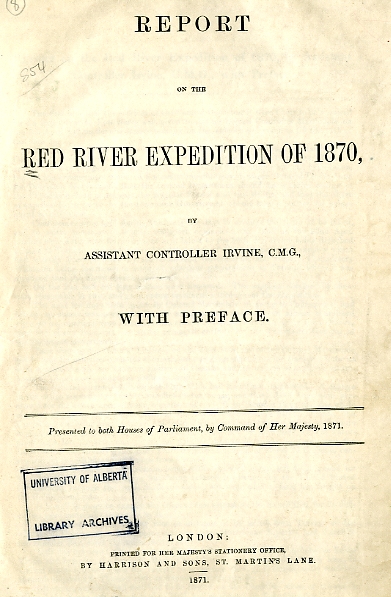 8
854
REPORT
ON THE
RED RIVER EXPEDITION OF 1870,
BY
ASSISTANT CONTROLLER IRVINE, C.M.G.,
WITH PREFACE.
Presented to both Houses of Parliament, by Command of Her Majesty, 1871.
UNIVERSITY OF ALBERTA
LIBRARY ARCHIVES
LONDON:
PRINTED FOR HER MAJESTY'S STATIONERY OFFICE,
BY HARRISON AND SONS, ST. MARTIN'S LANE.
1871.